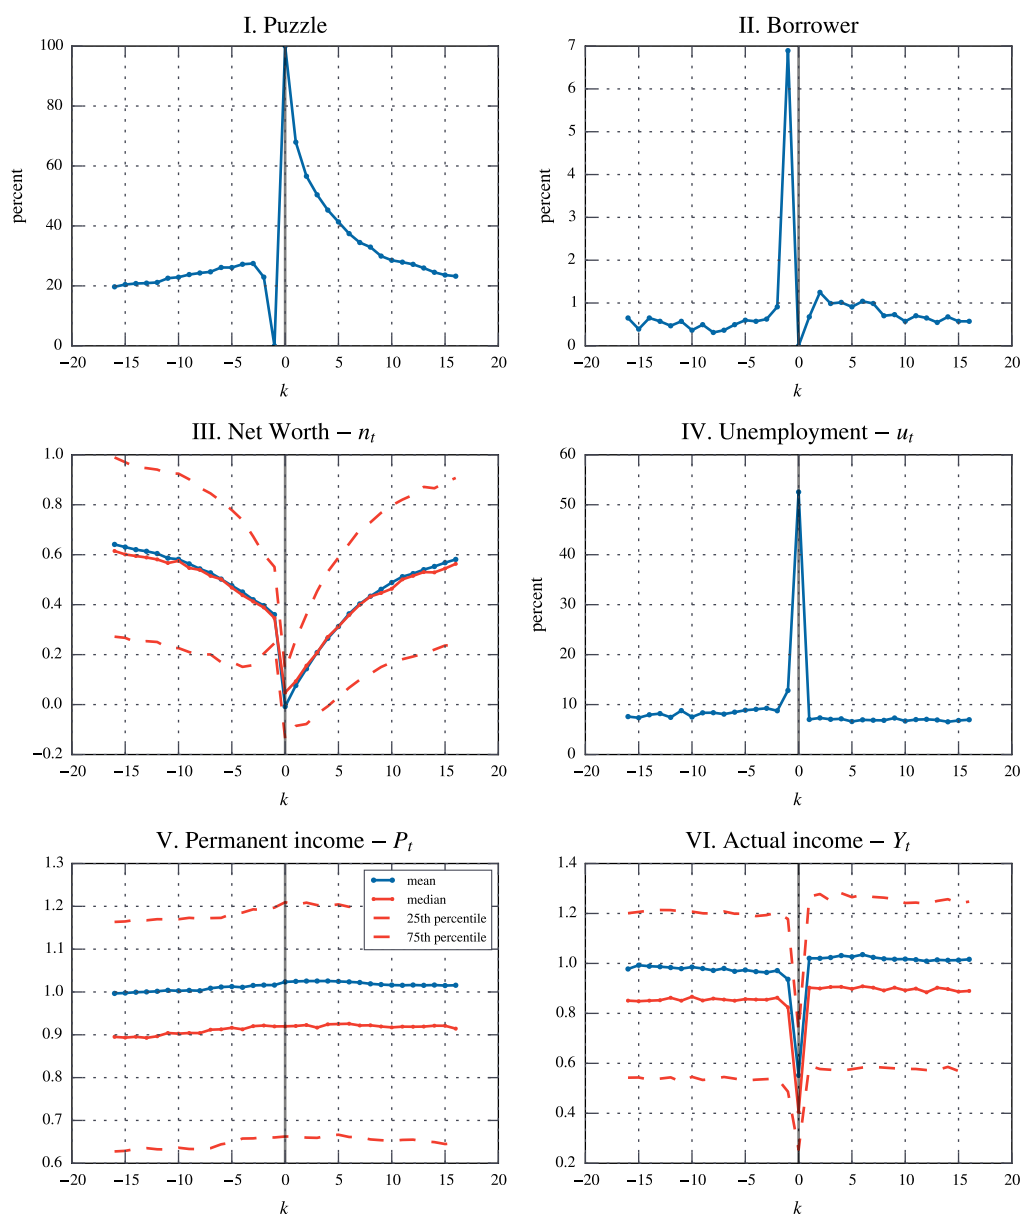 I. Puzzle
100
80
60
40
20
0
percent
−20 −15 −10 −5 0 5 10 15 20
k
II. Borrower
7
6
5
4
3
2
1
0
percent
−20 −15 −10 −5 0 5 10 15 20
k
III. Net Worth − nₜ
1.0
0.8
0.6
0.4
0.2
0.0
−0.2
−20 −15 −10 −5 0 5 10 15 20
k
IV. Unemployment − uₜ
60
50
40
30
20
10
0
percent
−20 −15 −10 −5 0 5 10 15 20
k
V. Permanent income − Pₜ
1.3
1.2
1.1
1.0
0.9
0.8
0.7
0.6
mean
median
25th percentile
75th percentile
−20 −15 −10 −5 0 5 10 15 20
k
VI. Actual income − Yₜ
1.4
1.2
1.0
0.8
0.6
0.4
0.2
−20 −15 −10 −5 0 5 10 15 20
k